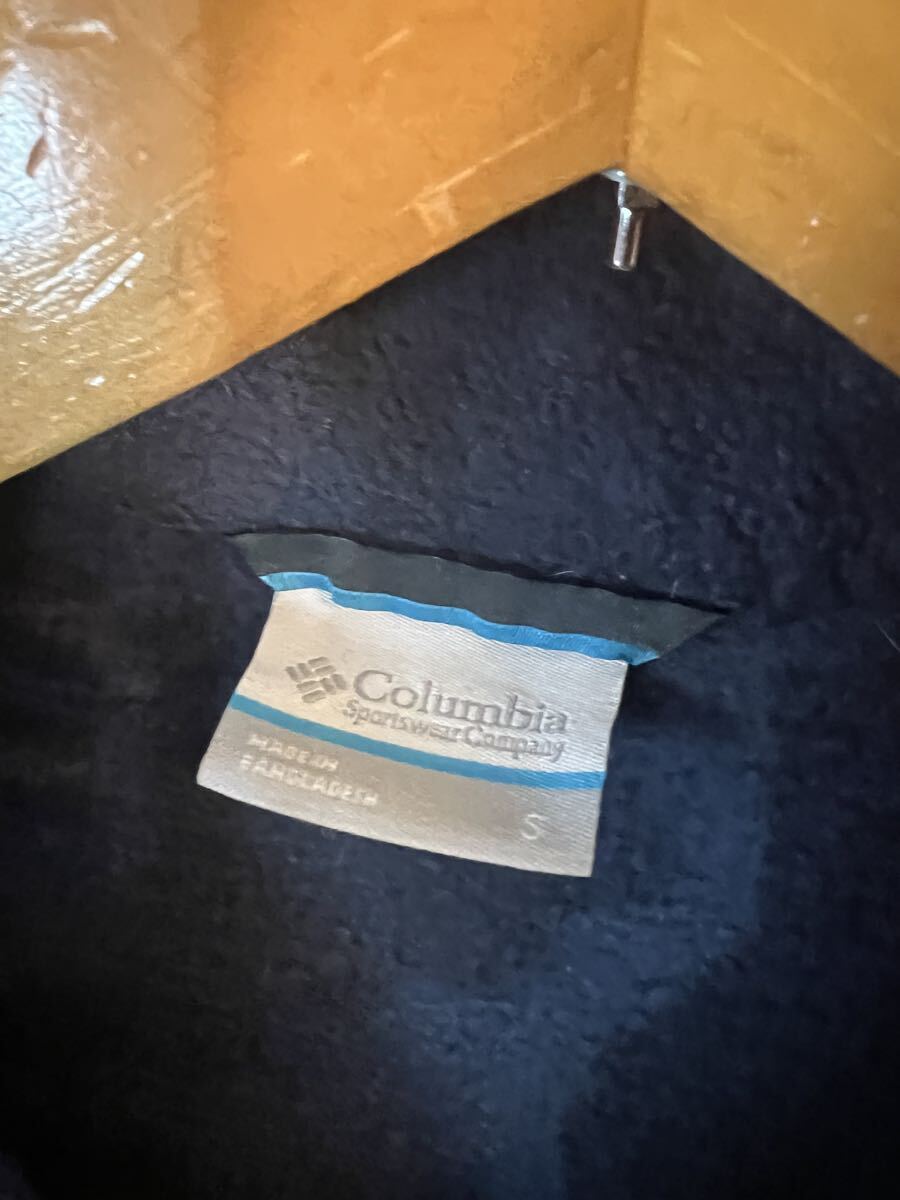 Columbia
Sportswear Company
MADE IN
BANGLADESH
S